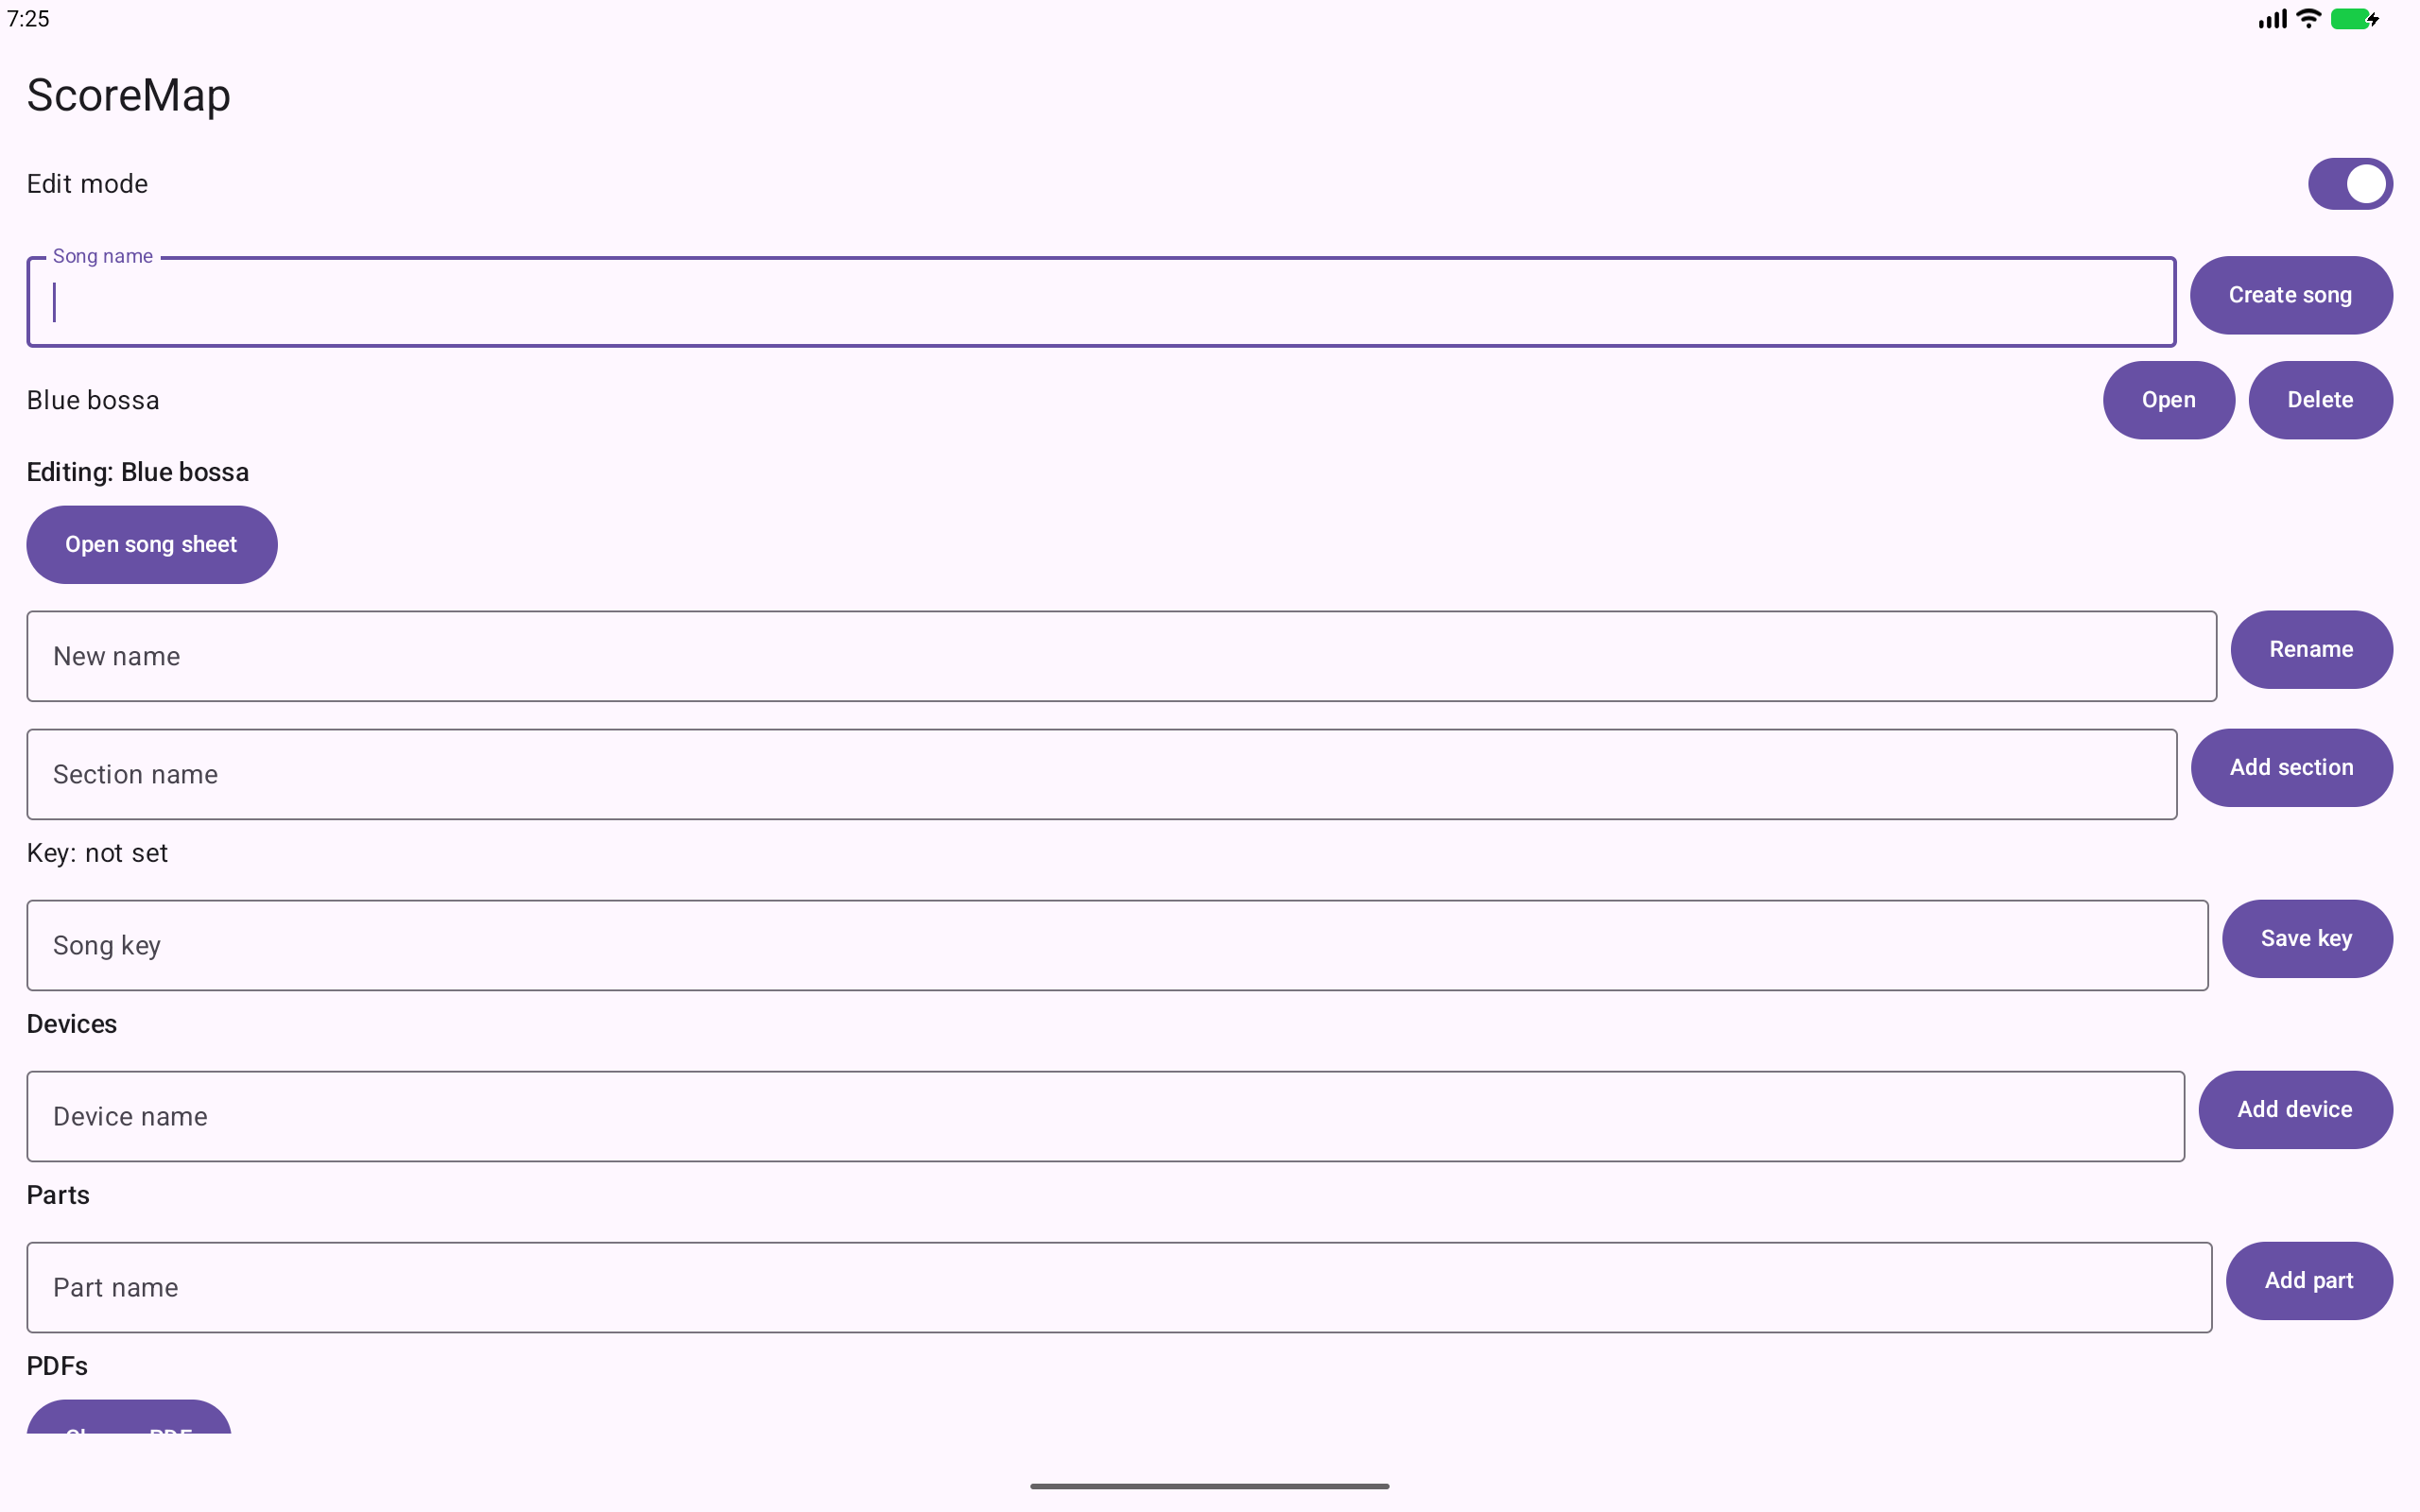 7:25
ScoreMap
Edit mode
Song name
Create song
Blue bossa
Open
Delete
Editing: Blue bossa
Open song sheet
New name
Rename
Section name
Add section
Key: not set
Song key
Save key
Devices
Device name
Add device
Parts
Part name
Add part
PDFs